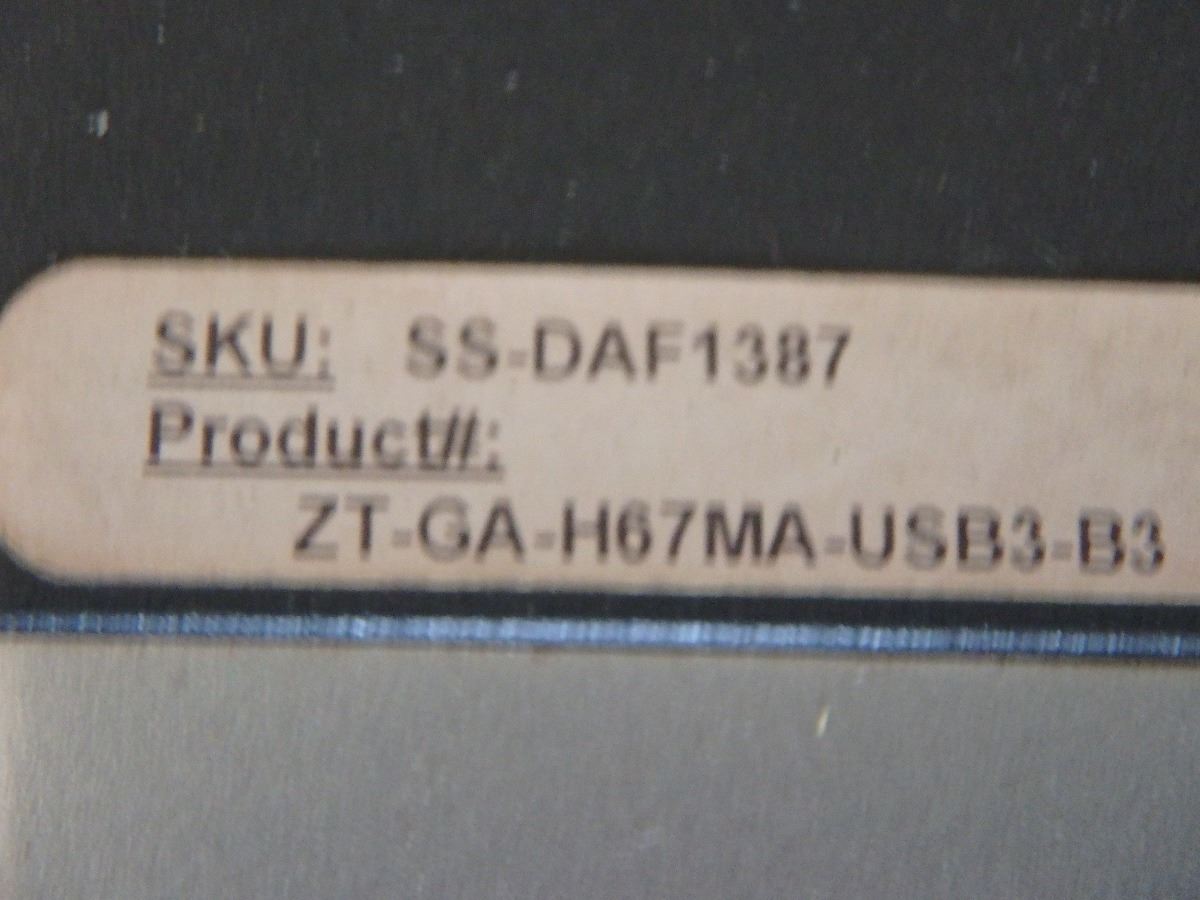 SKU: SS-DAF1387
Product#:
ZT-GA-H67MA-USB3-B3